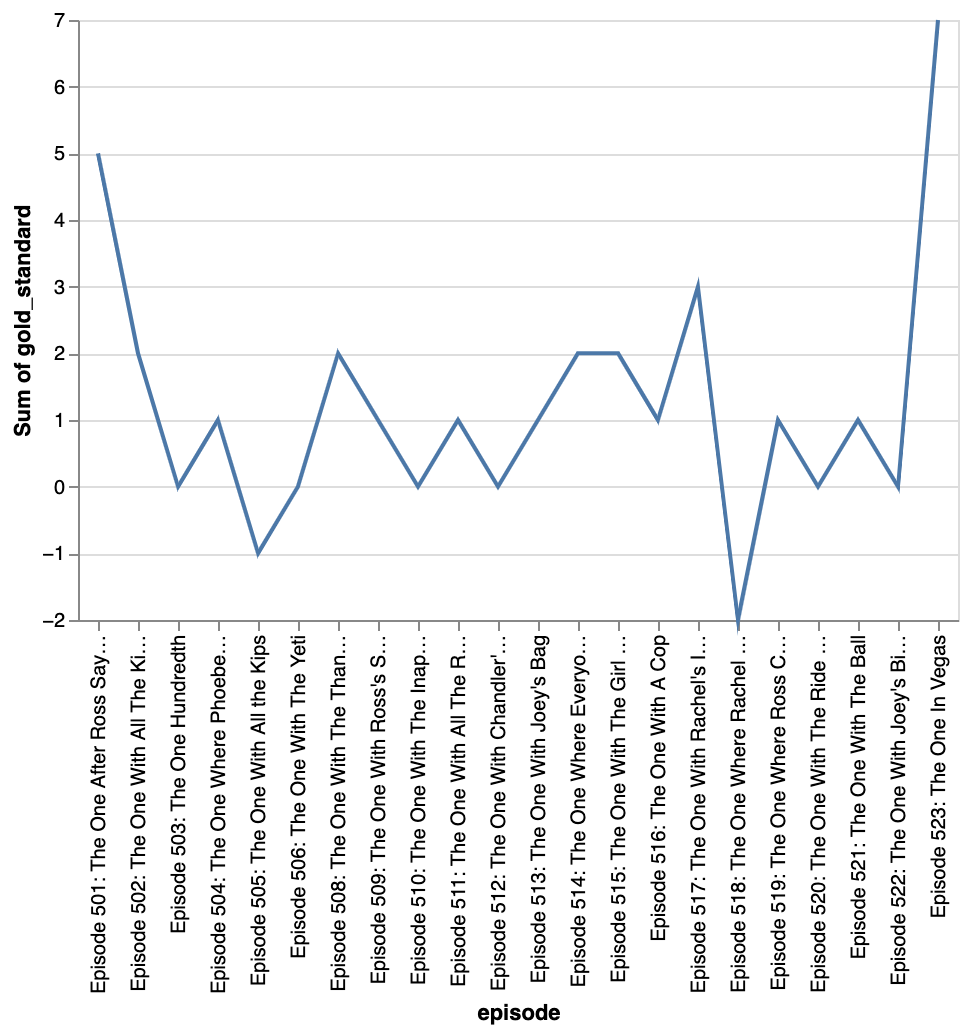 7
6
5
4
3
2
1
0
−1
−2
Sum of gold_standard
Episode 501: The One After Ross Say…
Episode 502: The One With All The Ki…
Episode 503: The One Hundredth
Episode 504: The One Where Phoebe…
Episode 505: The One With All the Kips
Episode 506: The One With The Yeti
Episode 508: The One With The Than…
Episode 509: The One With Ross's S…
Episode 510: The One With The Inap…
Episode 511: The One With All The R…
Episode 512: The One With Chandler'…
Episode 513: The One With Joey's Bag
Episode 514: The One Where Everyo…
Episode 515: The One With The Girl …
Episode 516: The One With A Cop
Episode 517: The One With Rachel's I…
Episode 518: The One Where Rachel …
Episode 519: The One Where Ross C…
Episode 520: The One With The Ride …
Episode 521: The One With The Ball
Episode 522: The One With Joey's Bi…
Episode 523: The One In Vegas
episode